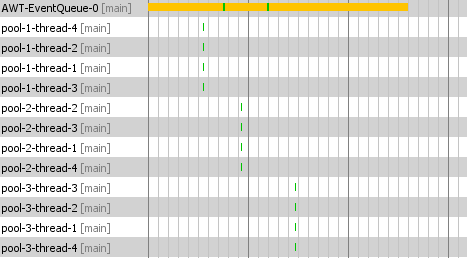 AWT-EventQueue-0 [main]
pool-1-thread-4 [main]
pool-1-thread-2 [main]
pool-1-thread-1 [main]
pool-1-thread-3 [main]
pool-2-thread-2 [main]
pool-2-thread-3 [main]
pool-2-thread-1 [main]
pool-2-thread-4 [main]
pool-3-thread-3 [main]
pool-3-thread-2 [main]
pool-3-thread-1 [main]
pool-3-thread-4 [main]